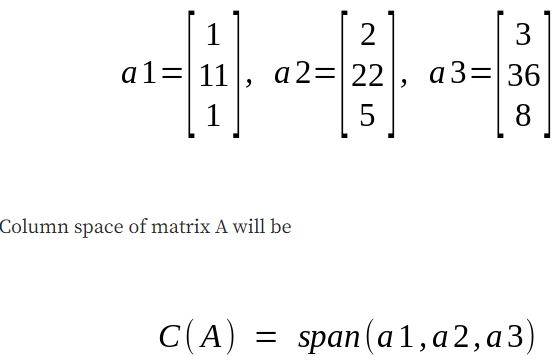 a1=[1 11 1], a2=[2 22 5], a3=[3 36 8]
Column space of matrix A will be
C(A) = span(a1,a2,a3)